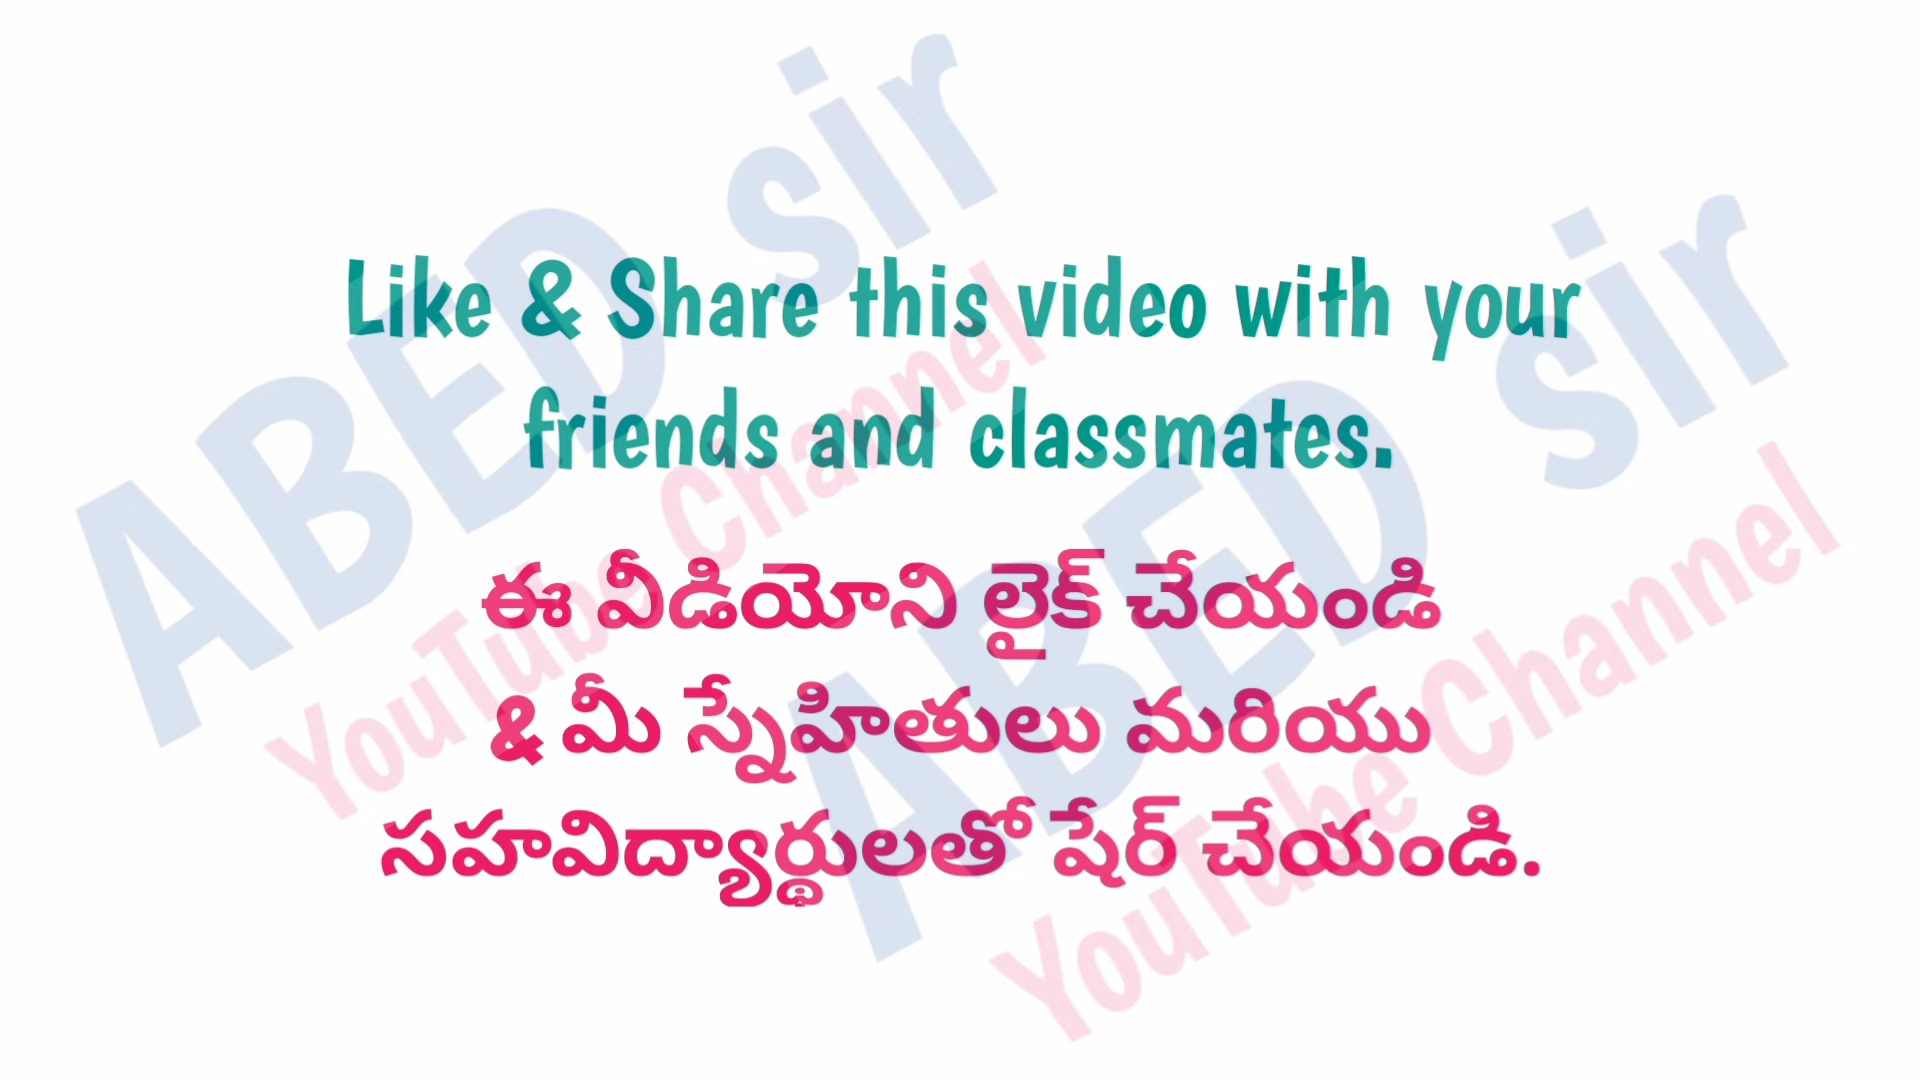 Like & Share this video with your
friends and classmates.
ఈ వీడియోని లైక్ చేయండి
& మీ స్నేహితులు మరియు
సహవిద్యార్థులతో షేర్ చేయండి.
ABED sir
YouTube Channel
ABED sir
YouTube Channel